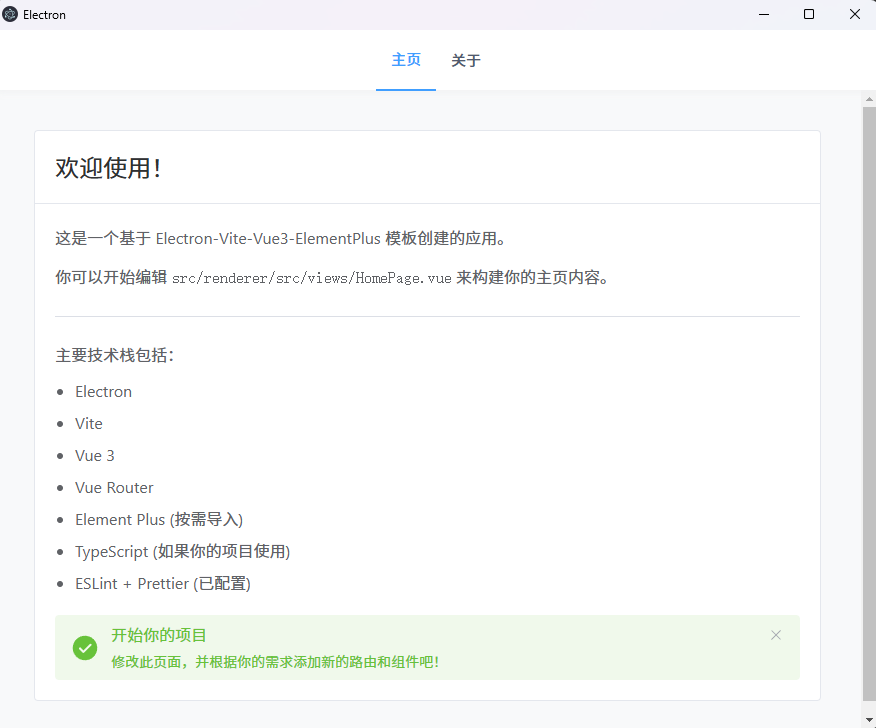 Electron
主页 关于
欢迎使用！
这是一个基于 Electron-Vite-Vue3-ElementPlus 模板创建的应用。
你可以开始编辑 src/renderer/src/views/HomePage.vue 来构建你的主页内容。
主要技术栈包括：
Electron
Vite
Vue 3
Vue Router
Element Plus (按需导入)
TypeScript (如果你的项目使用)
ESLint + Prettier (已配置)
开始你的项目
修改此页面，并根据你的需求添加新的路由和组件吧！